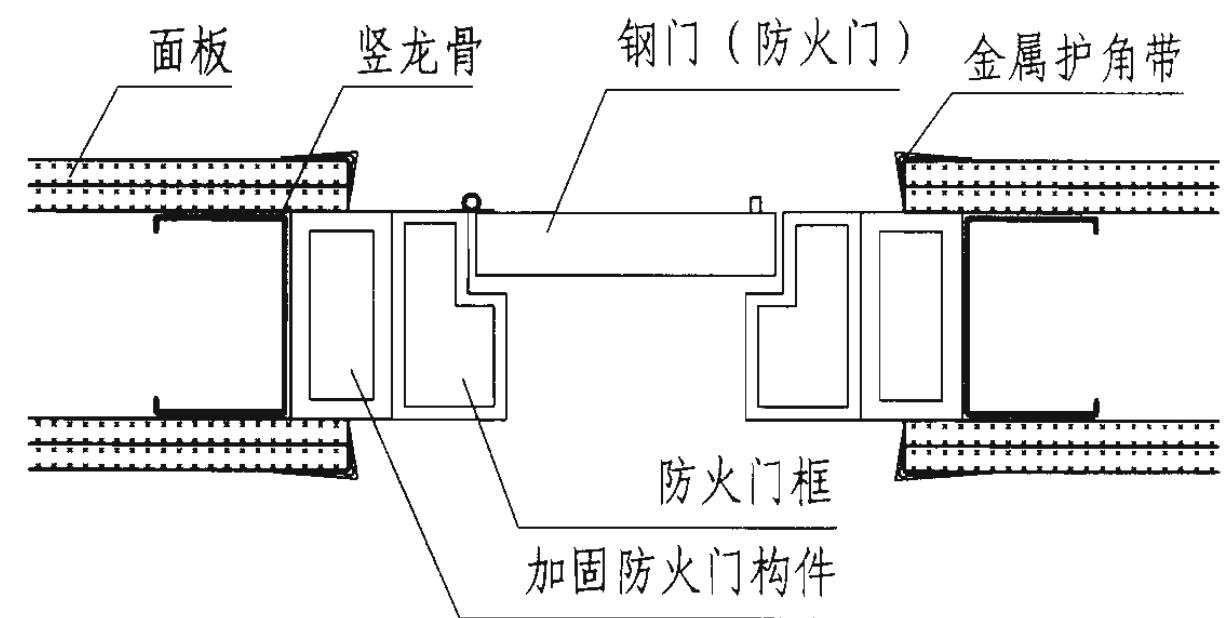 面板
竖龙骨
钢门（防火门）
金属护角带
防火门框
加固防火门构件